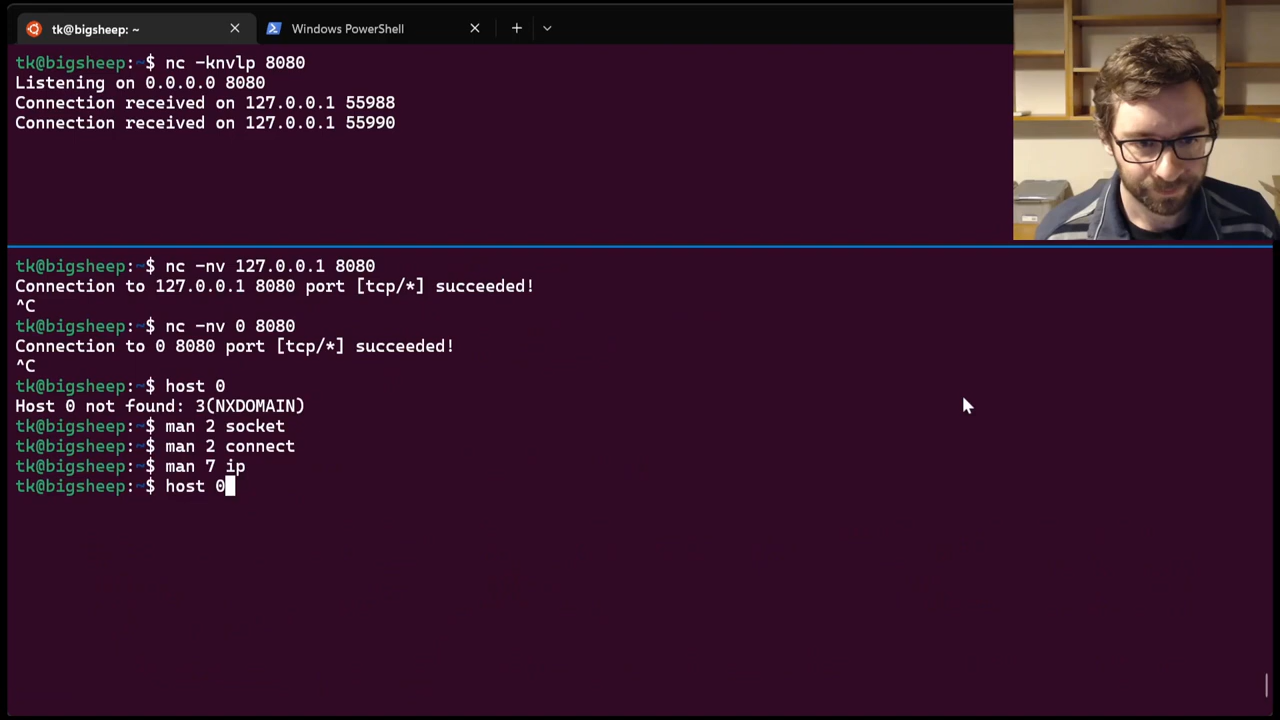 tk@bigsheep: ~
Windows PowerShell
tk@bigsheep:~$ nc -knvlp 8080
Listening on 0.0.0.0 8080
Connection received on 127.0.0.1 55988
Connection received on 127.0.0.1 55990
tk@bigsheep:~$ nc -nv 127.0.0.1 8080
Connection to 127.0.0.1 8080 port [tcp/*] succeeded!
^C
tk@bigsheep:~$ nc -nv 0 8080
Connection to 0 8080 port [tcp/*] succeeded!
^C
tk@bigsheep:~$ host 0
Host 0 not found: 3(NXDOMAIN)
tk@bigsheep:~$ man 2 socket
tk@bigsheep:~$ man 2 connect
tk@bigsheep:~$ man 7 ip
tk@bigsheep:~$ host 0